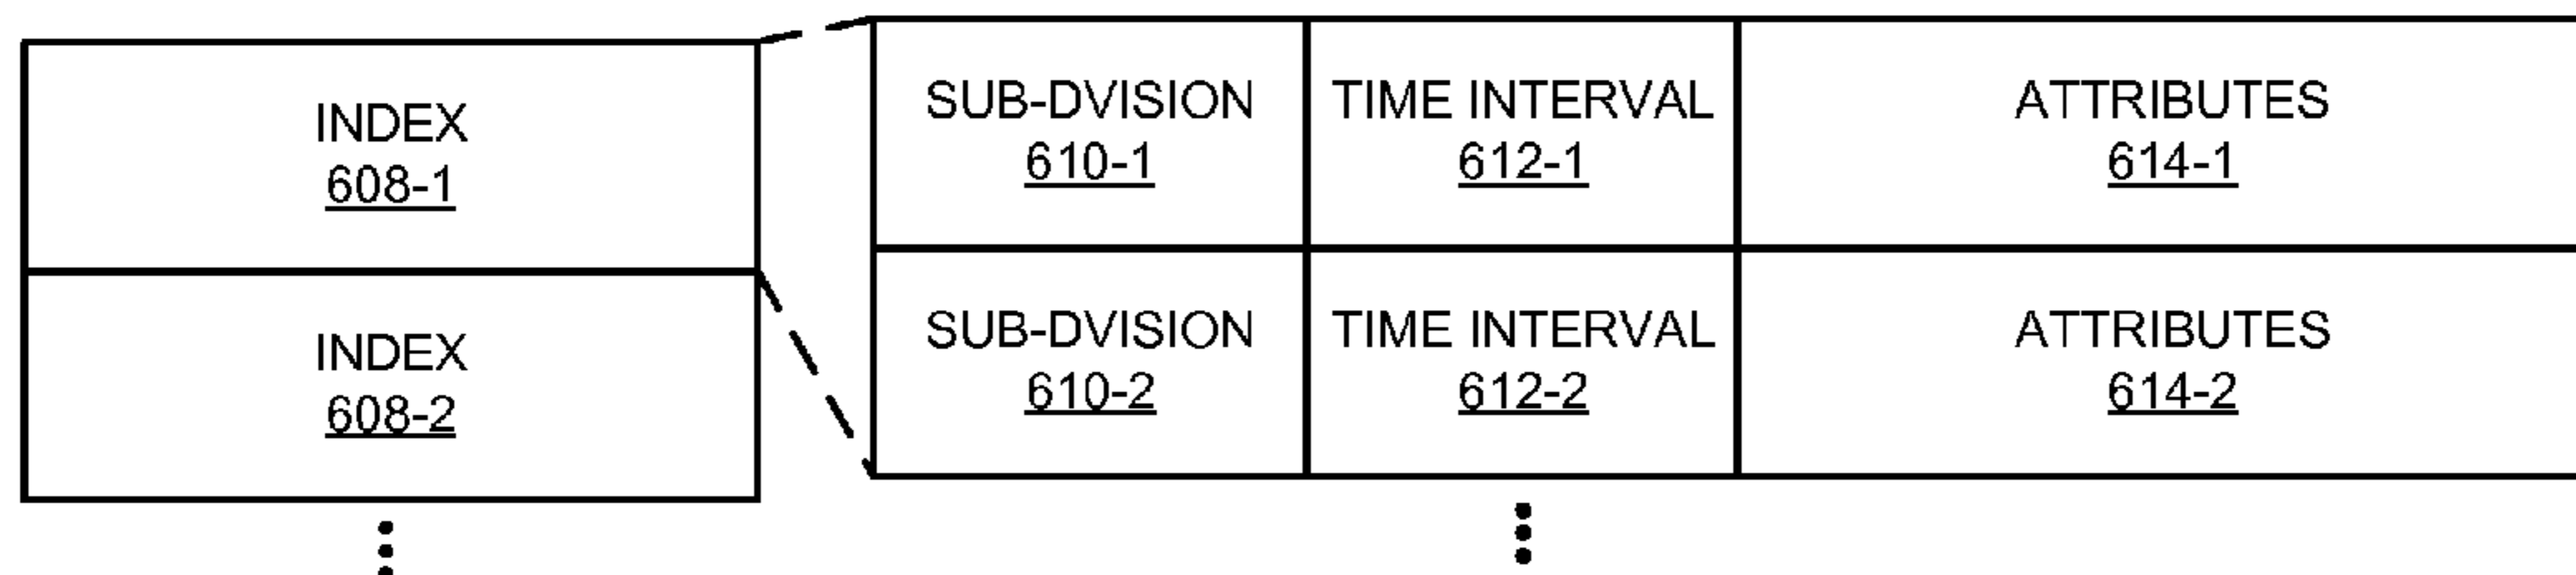 INDEX
608-1
INDEX
608-2
SUB-DVISION
610-1
TIME INTERVAL
612-1
ATTRIBUTES
614-1
SUB-DVISION
610-2
TIME INTERVAL
612-2
ATTRIBUTES
614-2